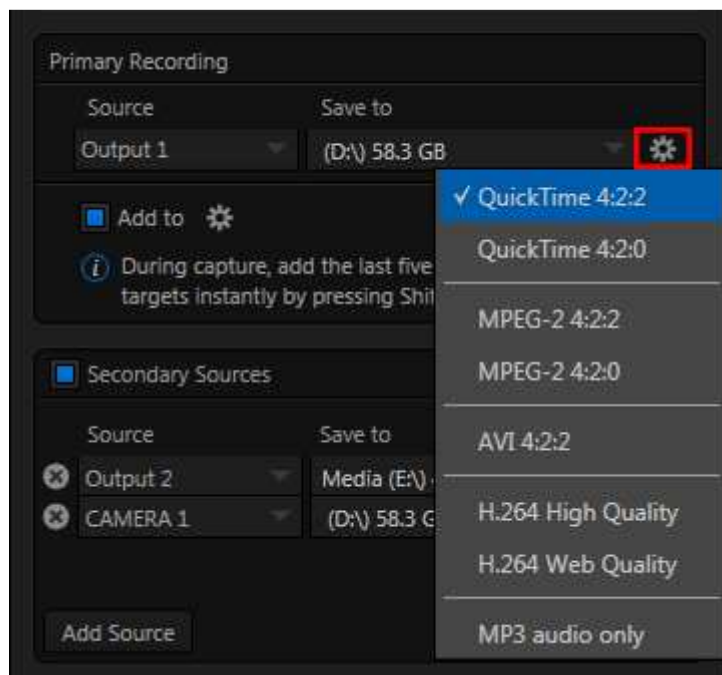 Primary Recording
Source Save to
Output 1 (D:\) 58.3 GB
✓ QuickTime 4:2:2
QuickTime 4:2:0
MPEG-2 4:2:2
MPEG-2 4:2:0
AVI 4:2:2
H.264 High Quality
H.264 Web Quality
MP3 audio only
Add to
During capture, add the last five
targets instantly by pressing
Secondary Sources
Source Save to
Output 2 Media (E:\)
CAMERA 1 (D:\) 58.3
Add Source